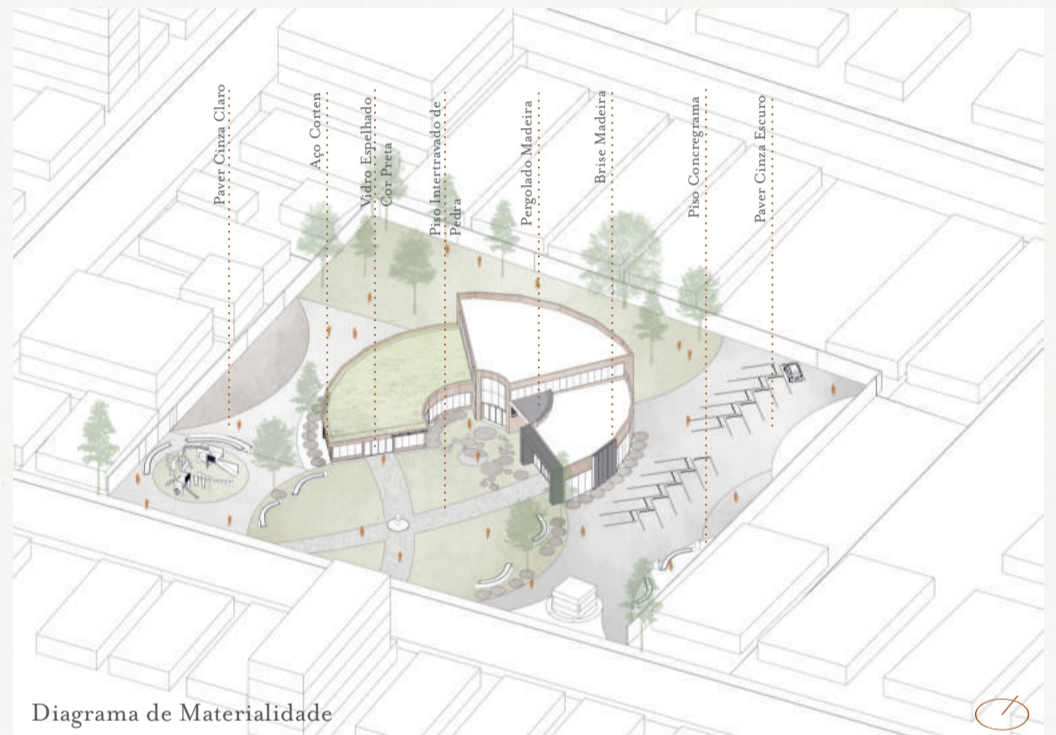 Paver Cinza Claro
Aço Corten
Vidro Espelhado
Cor Preta
Piso Intertravado de
Pedra
Pergolado Madeira
Brise Madeira
Piso Concregrama
Paver Cinza Escuro
Diagrama de Materialidade